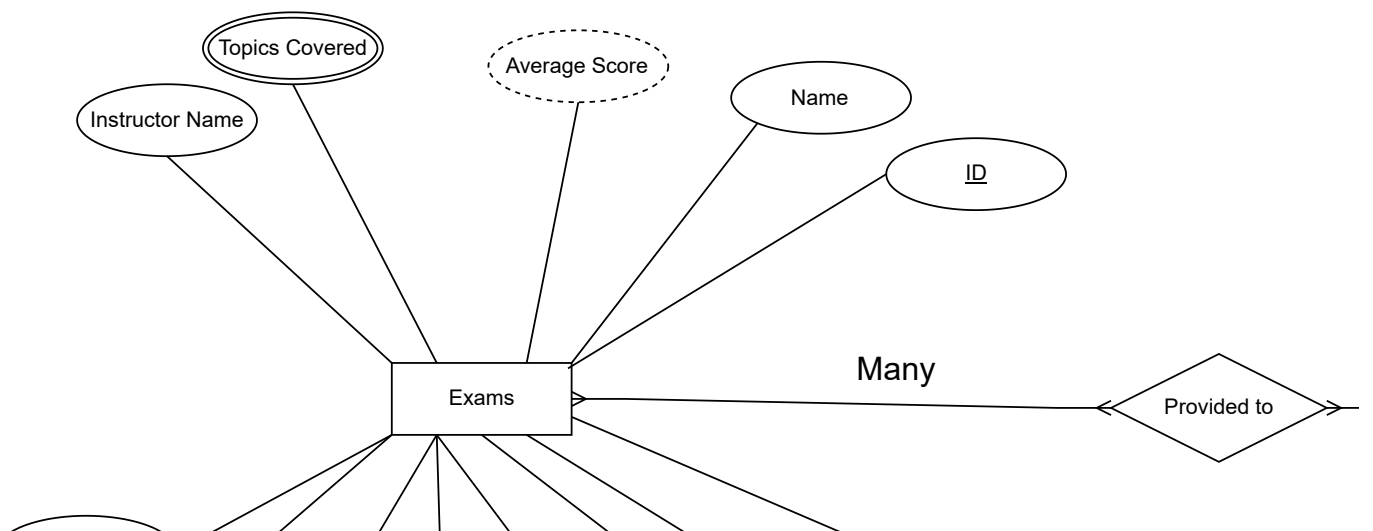 Topics Covered
Average Score
Name
Instructor Name
ID
Many
Exams
Provided to